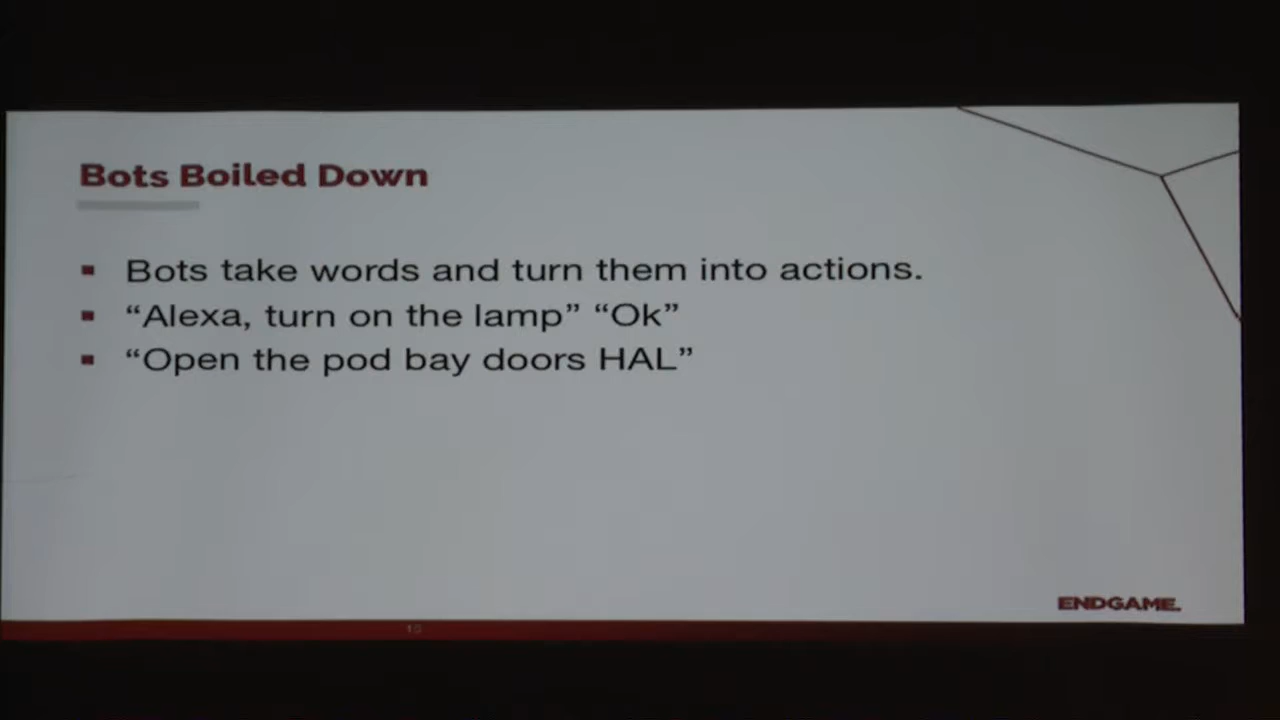 Bots Boiled Down
Bots take words and turn them into actions.
“Alexa, turn on the lamp” “Ok”
“Open the pod bay doors HAL”
ENDGAME.